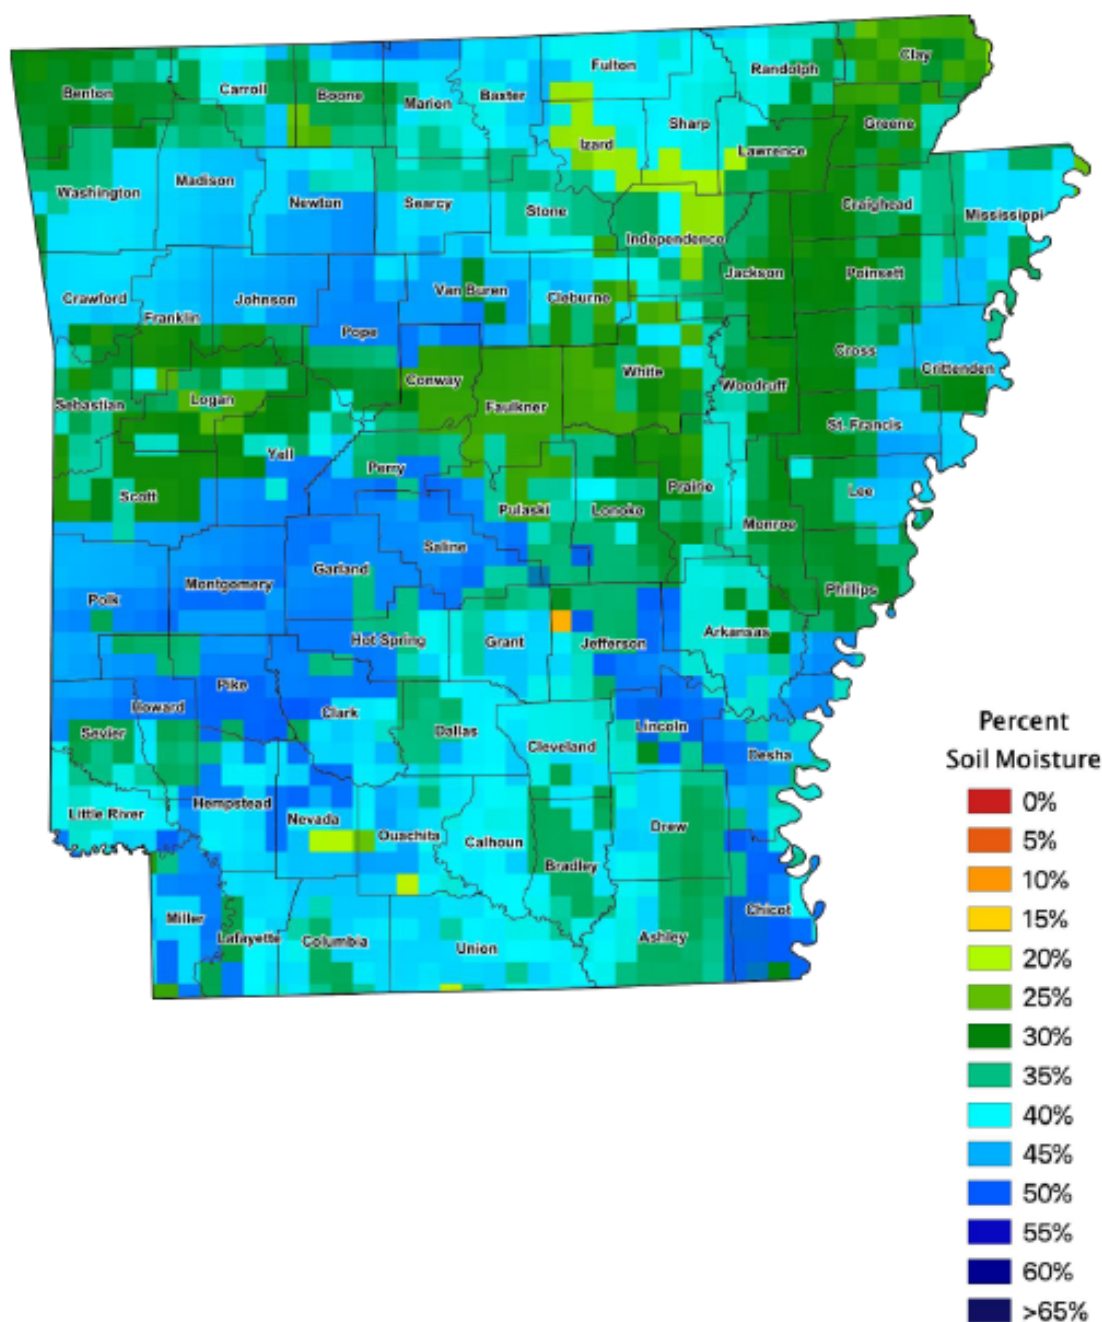 Clay
Fulton
Randolph
Benton
Carroll
Boone
Marion
Baxter
Sharp
Greene
Izard
Lawrence
Washington
Madison
Newton
Searcy
Stone
Craighead
Mississippi
Independence
Crawford
Franklin
Johnson
Van Buren
Cleburne
Jackson
Poinsett
Pope
Cross
Crittenden
Sebastian
Logan
Conway
Faulkner
White
Woodruff
St. Francis
Yell
Perry
Scott
Pulaski
Lonoke
Prairie
Lee
Monroe
Saline
Garland
Montgomery
Polk
Phillips
Hot Spring
Grant
Jefferson
Arkansas
Howard
Pike
Clark
Dallas
Cleveland
Lincoln
Desha
Sevier
Little River
Hempstead
Nevada
Ouachita
Calhoun
Drew
Bradley
Miller
Lafayette
Columbia
Union
Ashley
Chicot
Percent
Soil Moisture
0%
5%
10%
15%
20%
25%
30%
35%
40%
45%
50%
55%
60%
>65%